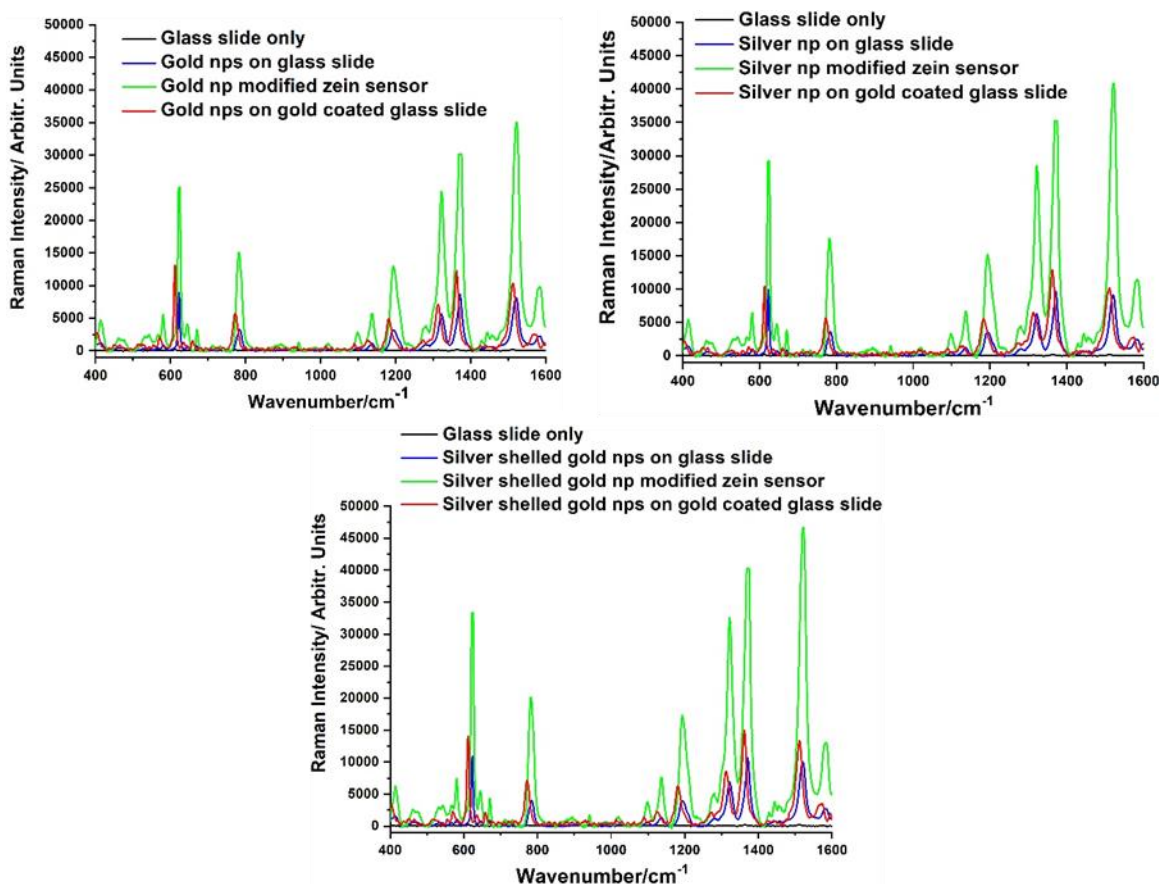 Glass slide only
Gold nps on glass slide
Gold np modified zein sensor
Gold nps on gold coated glass slide
Raman Intensity/ Arbitr. Units
50000
45000
40000
35000
30000
25000
20000
15000
10000
5000
0
400 600 800 1000 1200 1400 1600
Wavenumber/cm⁻¹
Glass slide only
Silver np on glass slide
Silver np modified zein sensor
Silver np on gold coated glass slide
Raman Intensity/Arbitr. Units
50000
45000
40000
35000
30000
25000
20000
15000
10000
5000
0
400 600 800 1000 1200 1400 1600
Wavenumber/cm⁻¹
Glass slide only
Silver shelled gold nps on glass slide
Silver shelled gold np modified zein sensor
Silver shelled gold nps on gold coated glass slide
Raman Intensity/ Arbitr. Units
50000
45000
40000
35000
30000
25000
20000
15000
10000
5000
0
400 600 800 1000 1200 1400 1600
Wavenumber/cm⁻¹